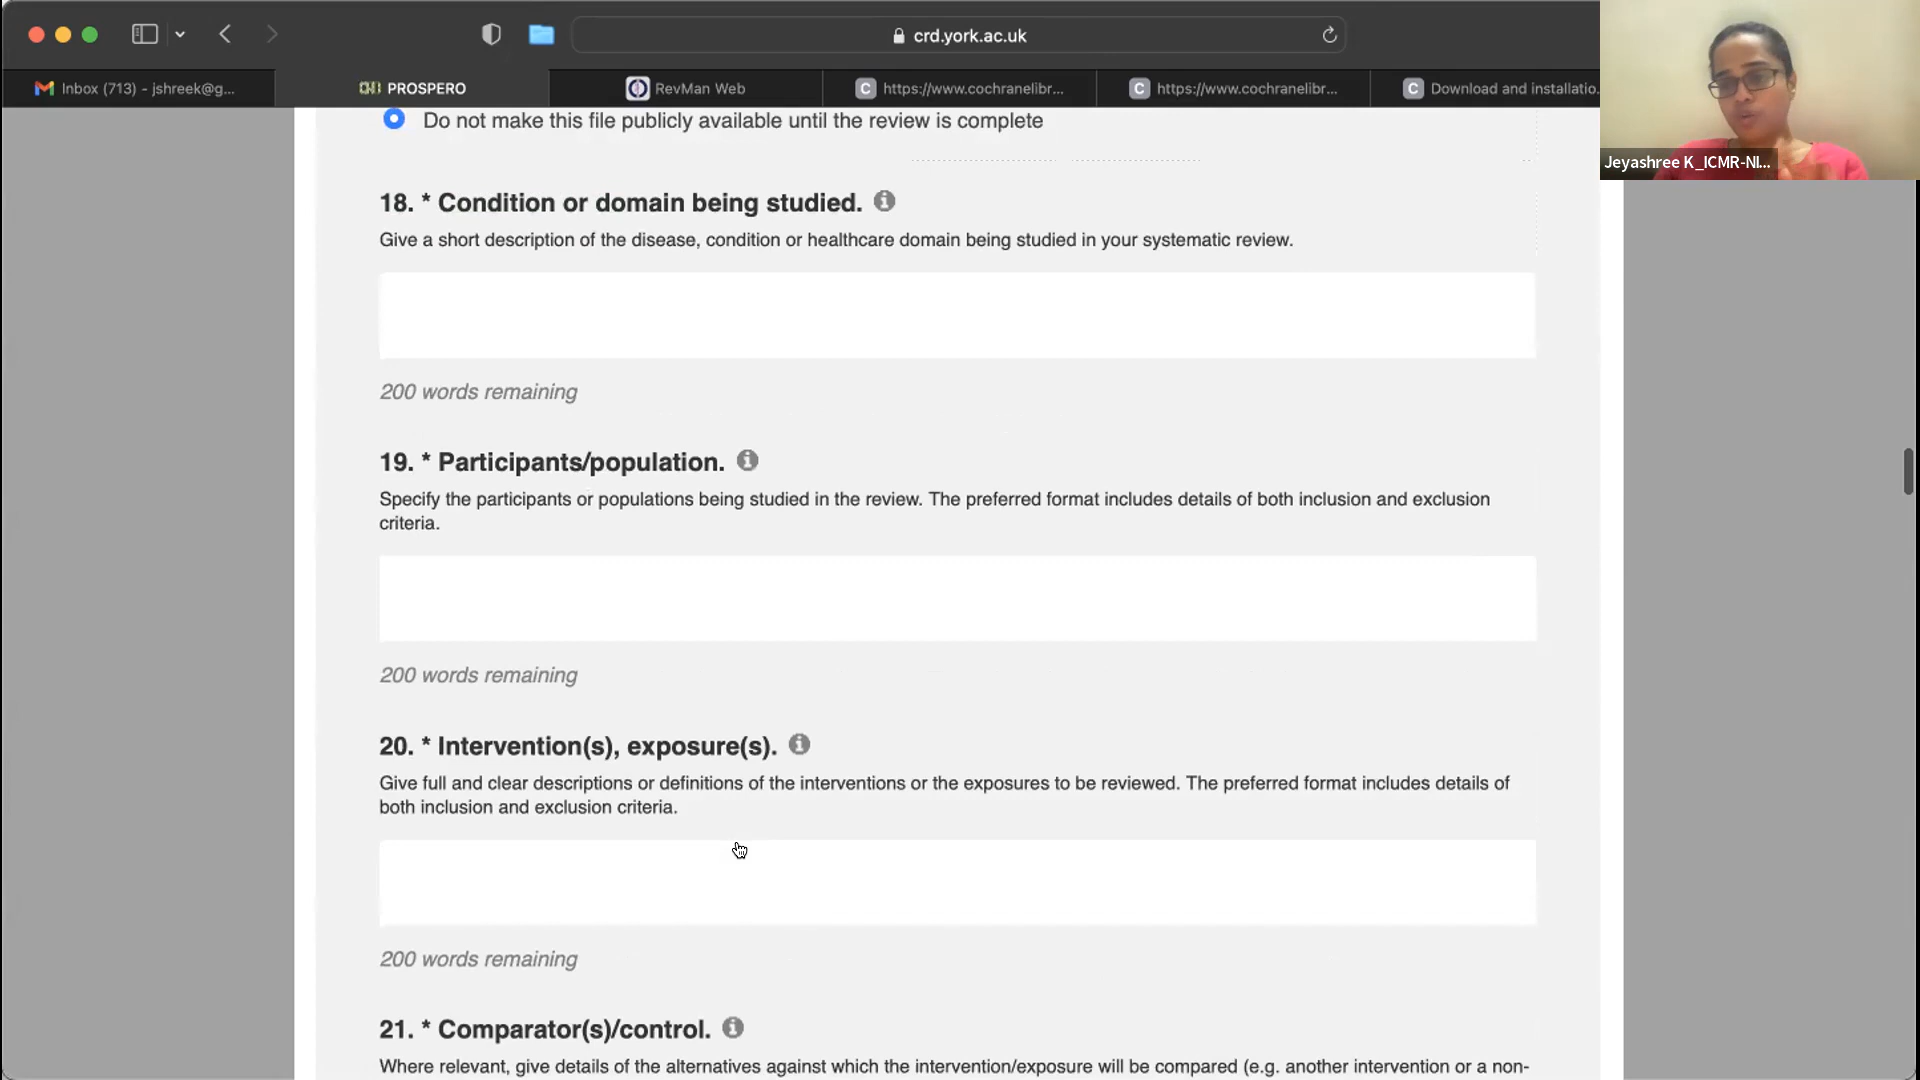 crd.york.ac.uk
Inbox (713) - jshreek@g...
PROSPERO
RevMan Web
C https://www.cochranelibr...
C https://www.cochranelibr...
C Download and installatio.
Jeyashree K_ICMR-NI...
Do not make this file publicly available until the review is complete
18. * Condition or domain being studied.
Give a short description of the disease, condition or healthcare domain being studied in your systematic review.
200 words remaining
19. * Participants/population.
Specify the participants or populations being studied in the review. The preferred format includes details of both inclusion and exclusion
criteria.
200 words remaining
20. * Intervention(s), exposure(s).
Give full and clear descriptions or definitions of the interventions or the exposures to be reviewed. The preferred format includes details of
both inclusion and exclusion criteria.
200 words remaining
21. * Comparator(s)/control.
Where relevant, give details of the alternatives against which the intervention/exposure will be compared (e.g. another intervention or a non-